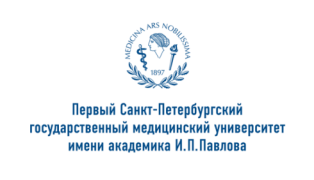 MEDICINA ARS NOBILISSIMA
1897
Первый Санкт-Петербургский
государственный медицинский университет
имени академика И.П.Павлова